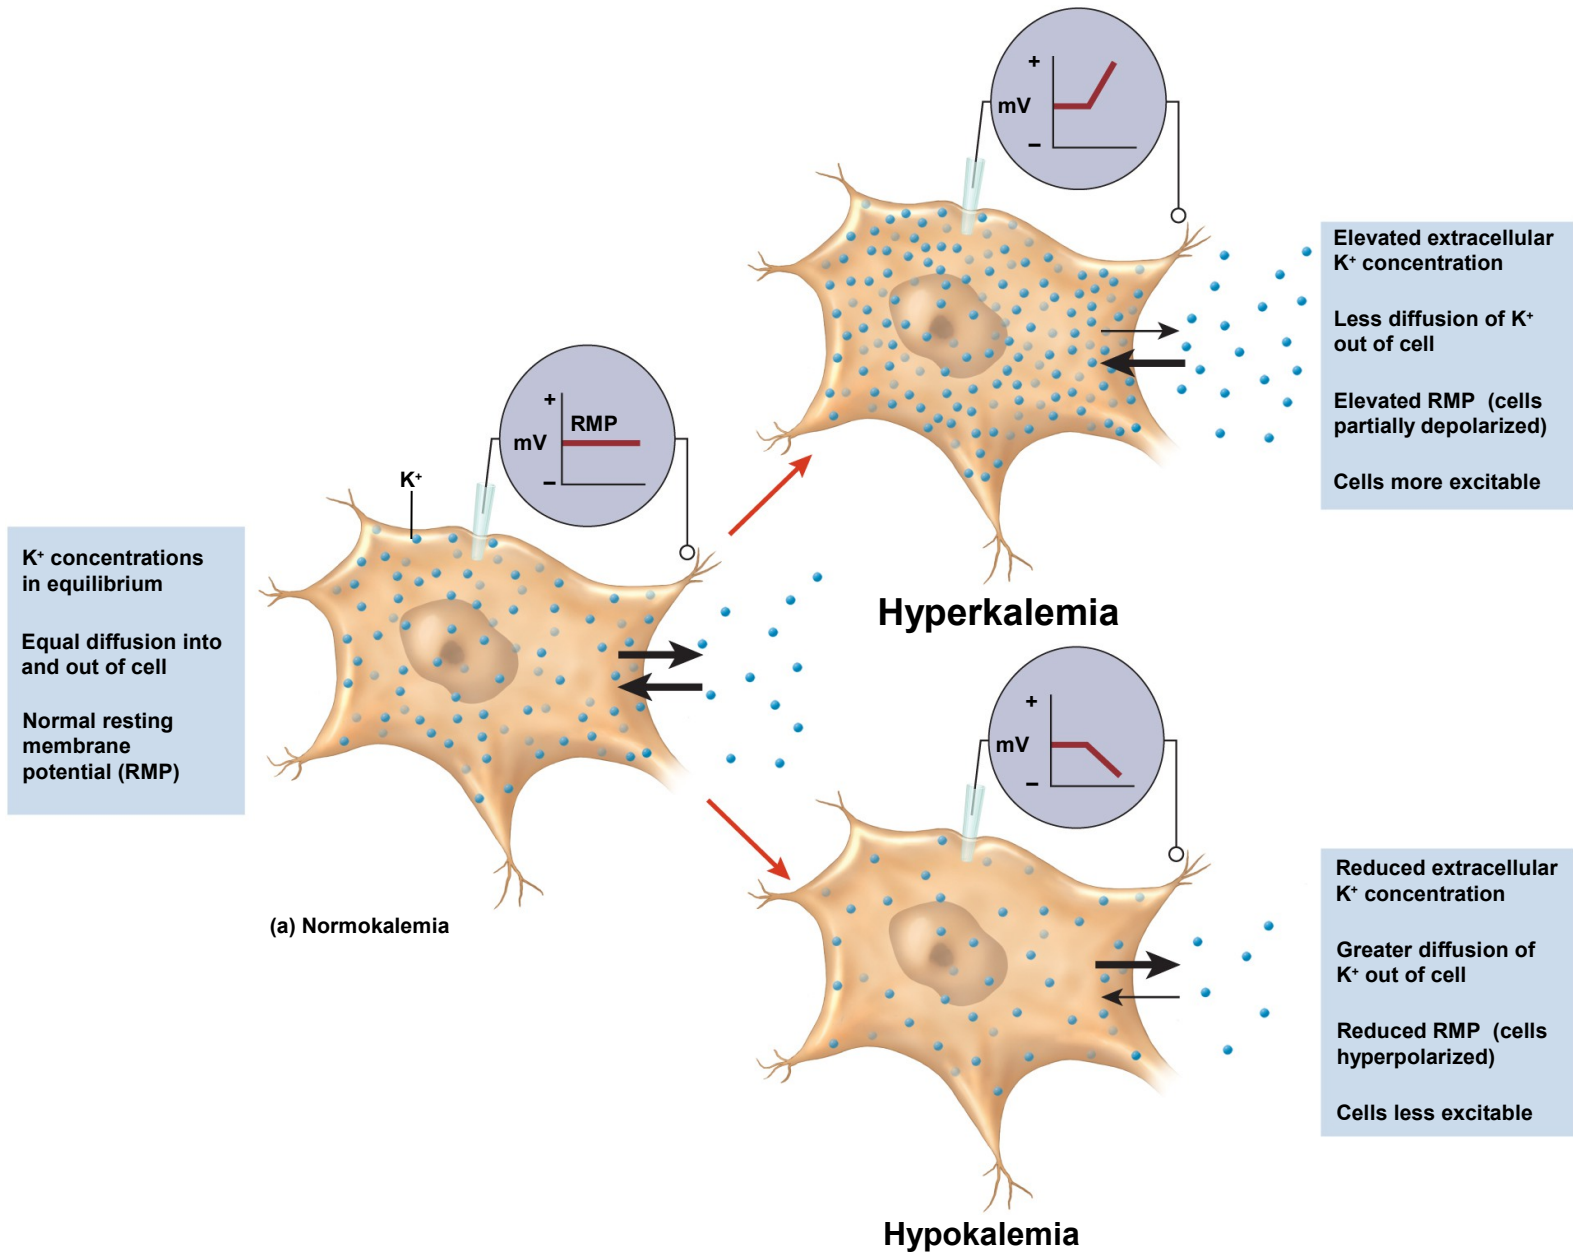 K⁺ concentrations
in equilibrium
Equal diffusion into
and out of cell
Normal resting
membrane
potential (RMP)
K⁺
+
mV
RMP
–
(a) Normokalemia
+
mV
–
Elevated extracellular
K⁺ concentration
Less diffusion of K⁺
out of cell
Elevated RMP (cells
partially depolarized)
Cells more excitable
Hyperkalemia
+
mV
–
Reduced extracellular
K⁺ concentration
Greater diffusion of
K⁺ out of cell
Reduced RMP (cells
hyperpolarized)
Cells less excitable
Hypokalemia